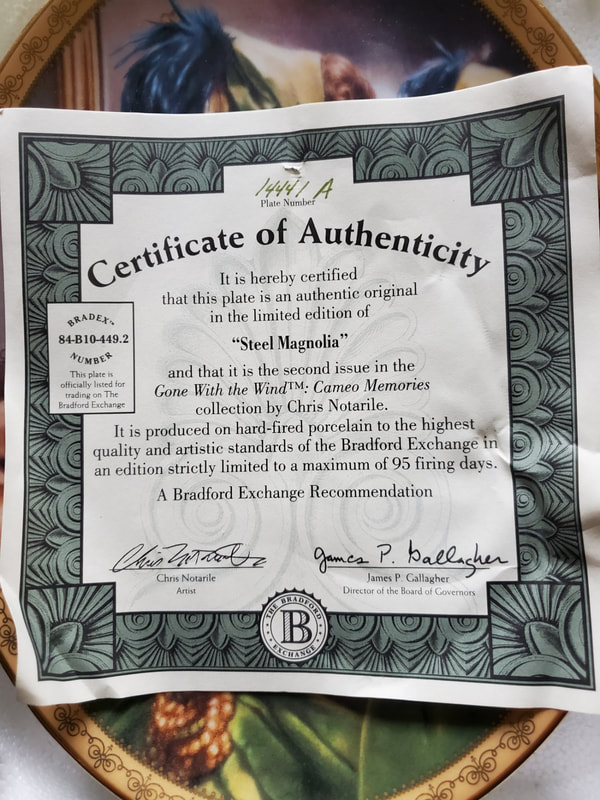 14441 A
Plate Number
Certificate of Authenticity
It is hereby certified
that this plate is an authentic original
in the limited edition of
"Steel Magnolia"
and that it is the second issue in the
Gone With the Wind™: Cameo Memories
collection by Chris Notarile.
It is produced on hard-fired porcelain to the highest
quality and artistic standards of the Bradford Exchange in
an edition strictly limited to a maximum of 95 firing days.
A Bradford Exchange Recommendation
BRADEX™
84-B10-449.2
NUMBER
This plate is
officially listed for
trading on The
Bradford Exchange
Chris Notarile
Chris Notarile
Artist
James P. Gallagher
James P. Gallagher
Director of the Board of Governors
THE BRADFORD
B
EXCHANGE